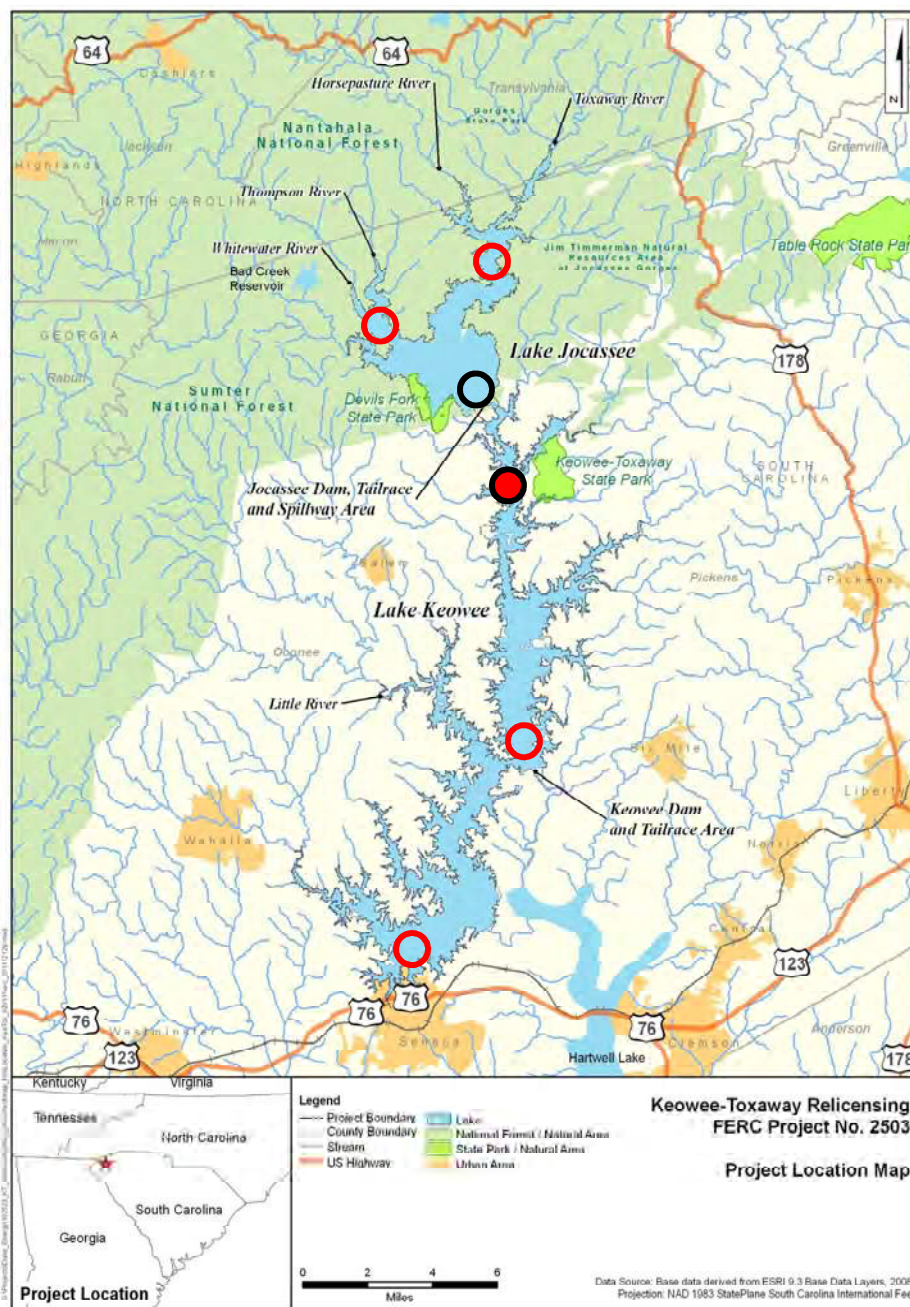 64
64
Cashiers
Horsepasture River
Transylvania
Toxaway River
Gorges
State Park
Nantahala
National Forest
Jackson
Greenville
Highlands
Thompson River
NORTH CAROLINA
Macon
Whitewater River
Bad Creek
Reservoir
Jim Timmerman Natural
Resources Area
at Jocassee Gorges
Table Rock State Par
GEORGIA
Rabun
Lake Jocassee
178
Sumter
National Forest
Devils Fork
State Park
Keowee-Toxaway
State Park
SOUTH
CAROLINA
Jocassee Dam, Tailrace
and Spillway Area
Salem
Pickens
Pickens
Lake Keowee
Oconee
Little River
Six Mile
Liberty
Keowee Dam
and Tailrace Area
Walhalla
Norris
Central
123
76
76
76
76
Westminster
Seneca
Clemson
Anderson
123
Hartwell Lake
178
Kentucky
Virginia
Tennessee
North Carolina
South Carolina
Georgia
Project Location
Legend
Project Boundary
County Boundary
Stream
US Highway
Lake
National Forest / Natural Area
State Park / Natural Area
Urban Area
0 2 4 6
Miles
Keowee-Toxaway Relicensing
FERC Project No. 2503
Project Location Map
Data Source: Base data derived from ESRI 9.3 Base Data Layers, 2008
Projection: NAD 1983 StatePlane South Carolina International Fee
N